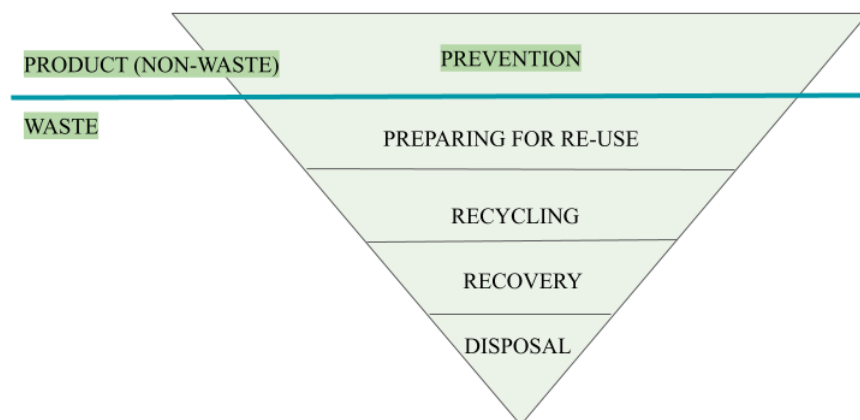 PREVENTION
PRODUCT (NON-WASTE)
WASTE
PREPARING FOR RE-USE
RECYCLING
RECOVERY
DISPOSAL